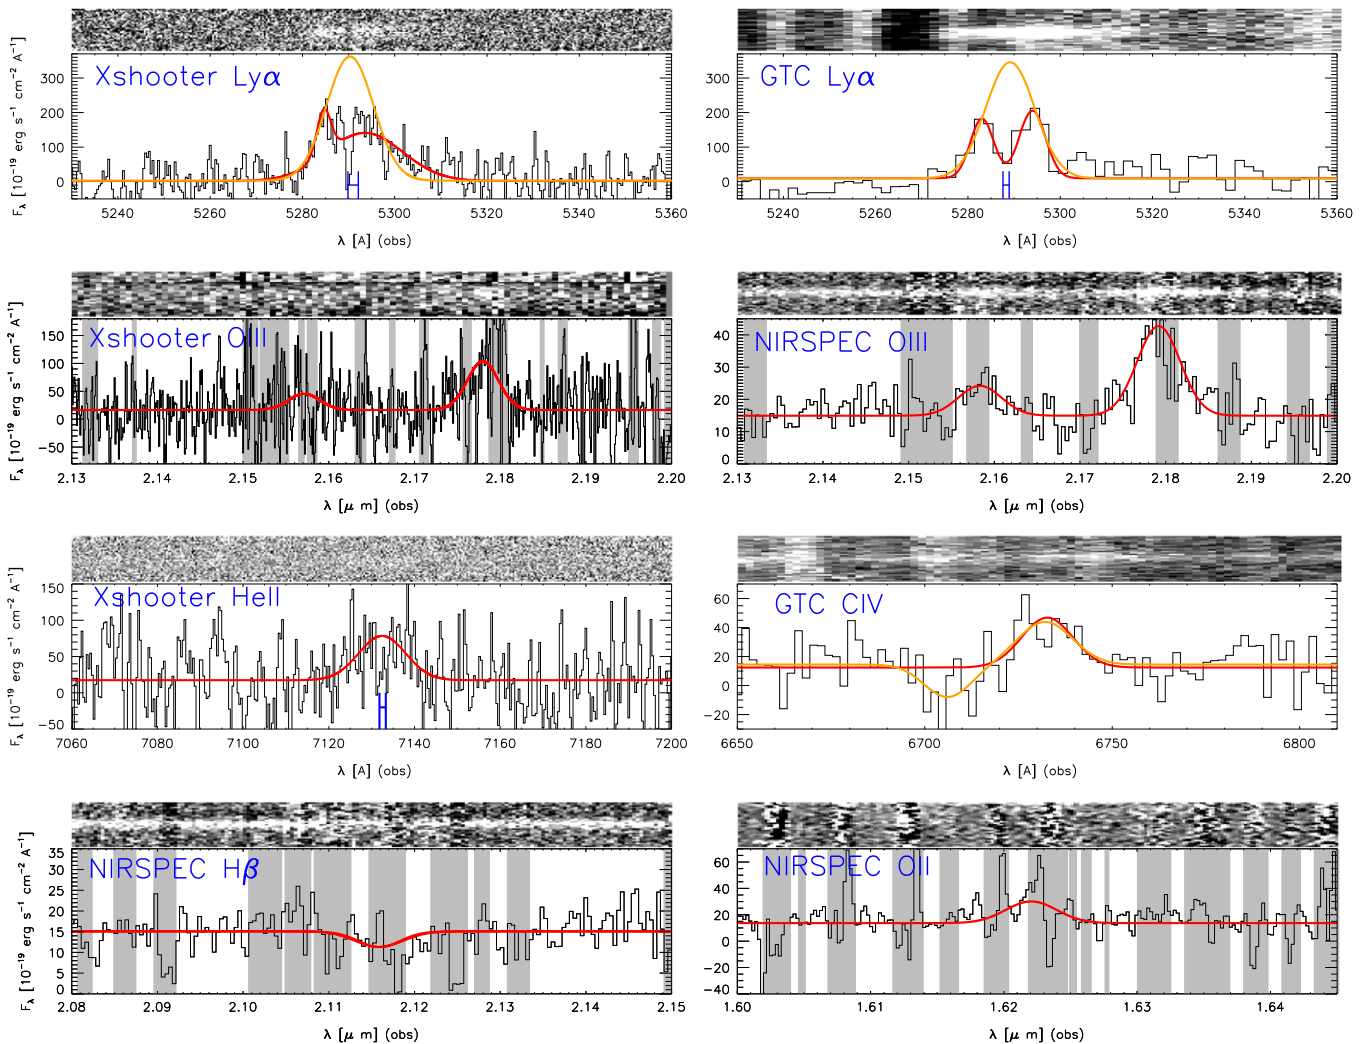 Xshooter Lyα
300
200
100
0
F_λ [10⁻¹⁹ erg s⁻¹ cm⁻² A⁻¹]
5240 5260 5280 5300 5320 5340 5360
λ [A] (obs)
GTC Lyα
300
200
100
0
5240 5260 5280 5300 5320 5340 5360
λ [A] (obs)
Xshooter OIII
150
100
50
0
−50
F_λ [10⁻¹⁹ erg s⁻¹ cm⁻² A⁻¹]
2.13 2.14 2.15 2.16 2.17 2.18 2.19 2.20
λ [μ m] (obs)
NIRSPEC OIII
40
30
20
10
0
2.13 2.14 2.15 2.16 2.17 2.18 2.19 2.20
λ [μ m] (obs)
Xshooter HeII
150
100
50
0
−50
F_λ [10⁻¹⁹ erg s⁻¹ cm⁻² A⁻¹]
7060 7080 7100 7120 7140 7160 7180 7200
λ [A] (obs)
GTC CIV
60
40
20
0
−20
6650 6700 6750 6800
λ [A] (obs)
NIRSPEC Hβ
35
30
25
20
15
10
5
0
F_λ [10⁻¹⁹ erg s⁻¹ cm⁻² A⁻¹]
2.08 2.09 2.10 2.11 2.12 2.13 2.14 2.15
λ [μ m] (obs)
NIRSPEC OII
60
40
20
0
−20
−40
1.60 1.61 1.62 1.63 1.64
λ [μ m] (obs)